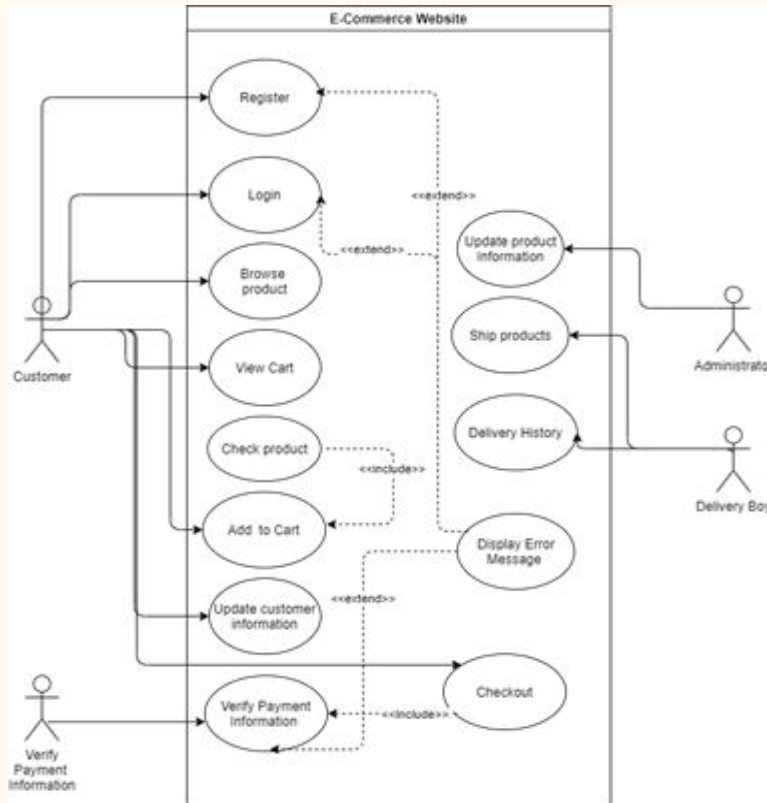 E-Commerce Website
Register
Login
<<extend>>
<<extend>>
Update product
Information
Browse
product
Ship products
Customer
View Cart
Administrato
Check product
Delivery History
<<include>>
Add to Cart
Delivery Boy
Display Error
Message
Update customer
information
<<extend>>
Checkout
Verify Payment
Information
<<Include>>
Verify
Payment
Information